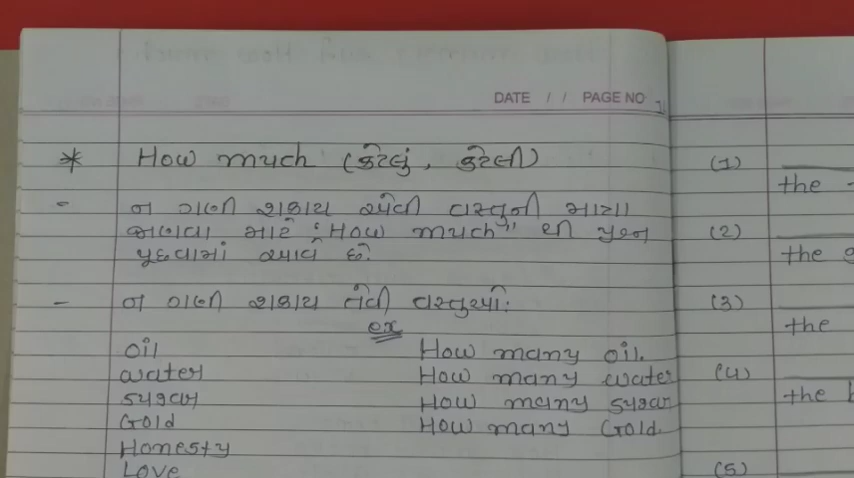 DATE / / PAGE NO
* How much (કેટલું, કેટલી)
- ન ગણી શકાય એવી વસ્તુની માત્રા
જાણવા માટે "How much" થી પ્રશ્ન
પૂછવામાં આવે છે.
- ન ગણી શકાય તેવી વસ્તુઓ:
ex
oil How many oil.
water How many water
sugar How many sugar
Gold How many Gold.
Honesty
Love
(1)
the
(2)
the
(3)
the
(4)
the
(5)